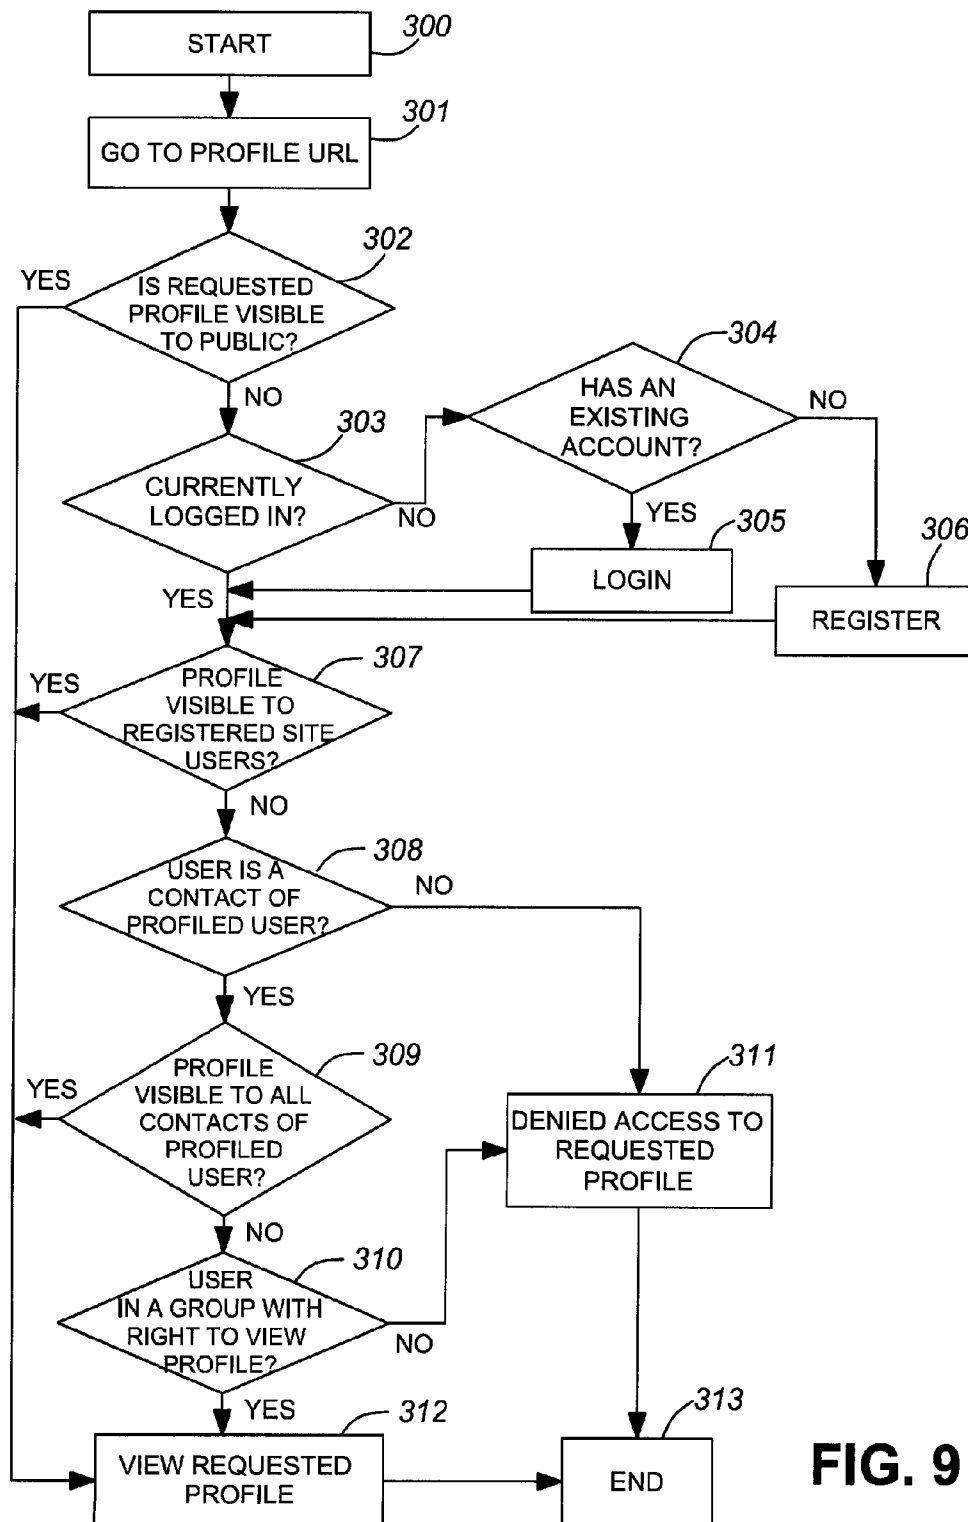 START
300
301
GO TO PROFILE URL
302
YES
IS REQUESTED
PROFILE VISIBLE
TO PUBLIC?
NO
304
HAS AN
EXISTING
ACCOUNT?
NO
303
CURRENTLY
LOGGED IN?
NO
YES
305
LOGIN
306
REGISTER
YES
307
YES
PROFILE
VISIBLE TO
REGISTERED SITE
USERS?
NO
308
USER IS A
CONTACT OF
PROFILED USER?
NO
YES
309
YES
PROFILE
VISIBLE TO ALL
CONTACTS OF
PROFILED
USER?
311
DENIED ACCESS TO
REQUESTED
PROFILE
NO
310
USER
IN A GROUP WITH
RIGHT TO VIEW
PROFILE?
NO
YES
312
VIEW REQUESTED
PROFILE
313
END
FIG. 9